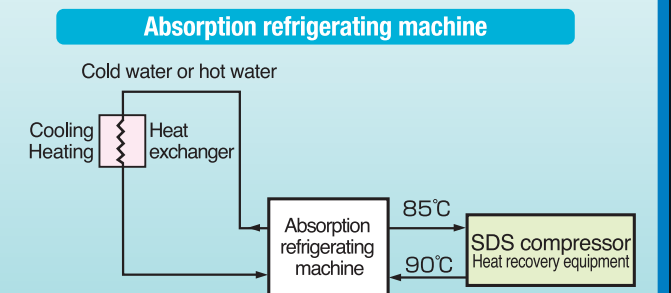 Absorption refrigerating machine
Cold water or hot water
Cooling
Heating
Heat
exchanger
Absorption
refrigerating
machine
85℃
90℃
SDS compressor
Heat recovery equipment